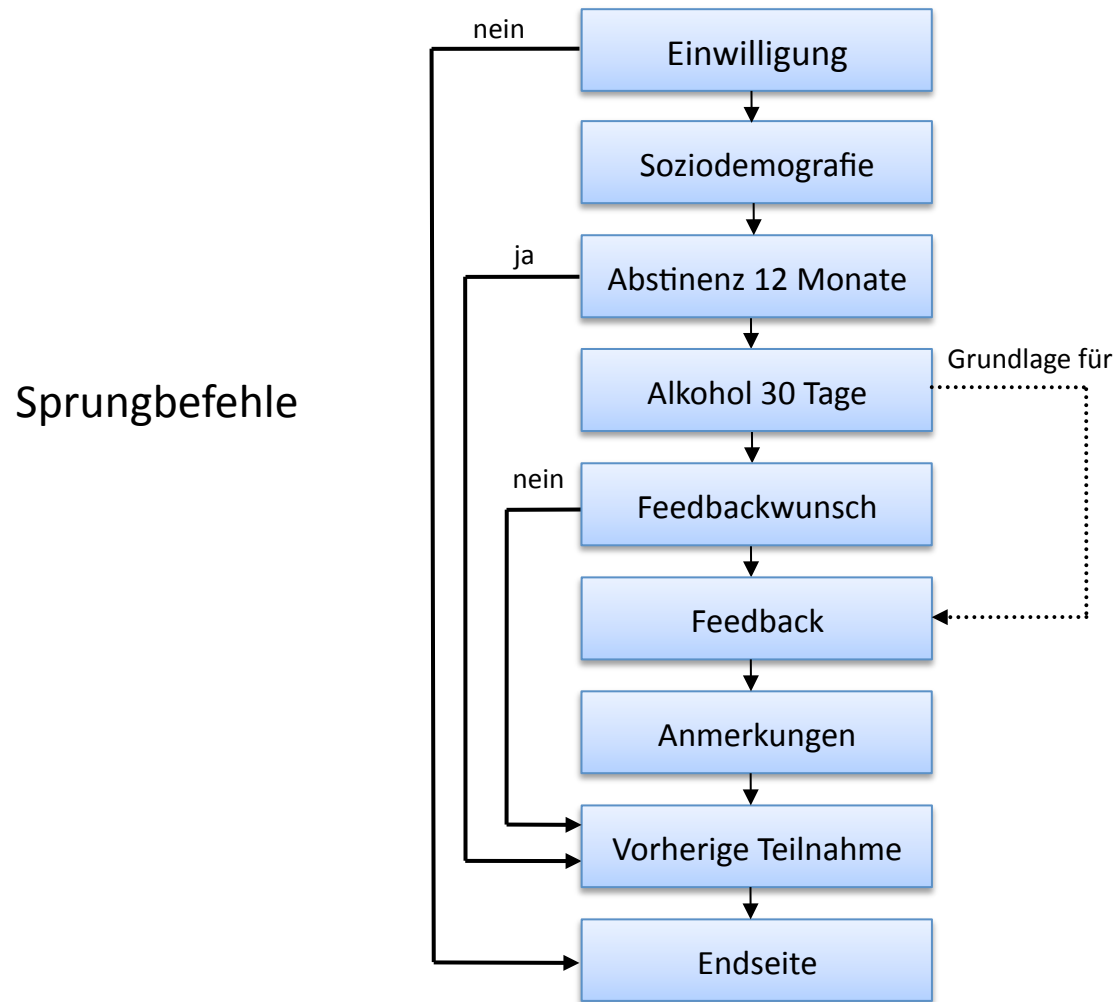 nein
Einwilligung
Soziodemografie
ja
Abstinenz 12 Monate
Grundlage für
Alkohol 30 Tage
Sprungbefehle
nein
Feedbackwunsch
Feedback
Anmerkungen
Vorherige Teilnahme
Endseite